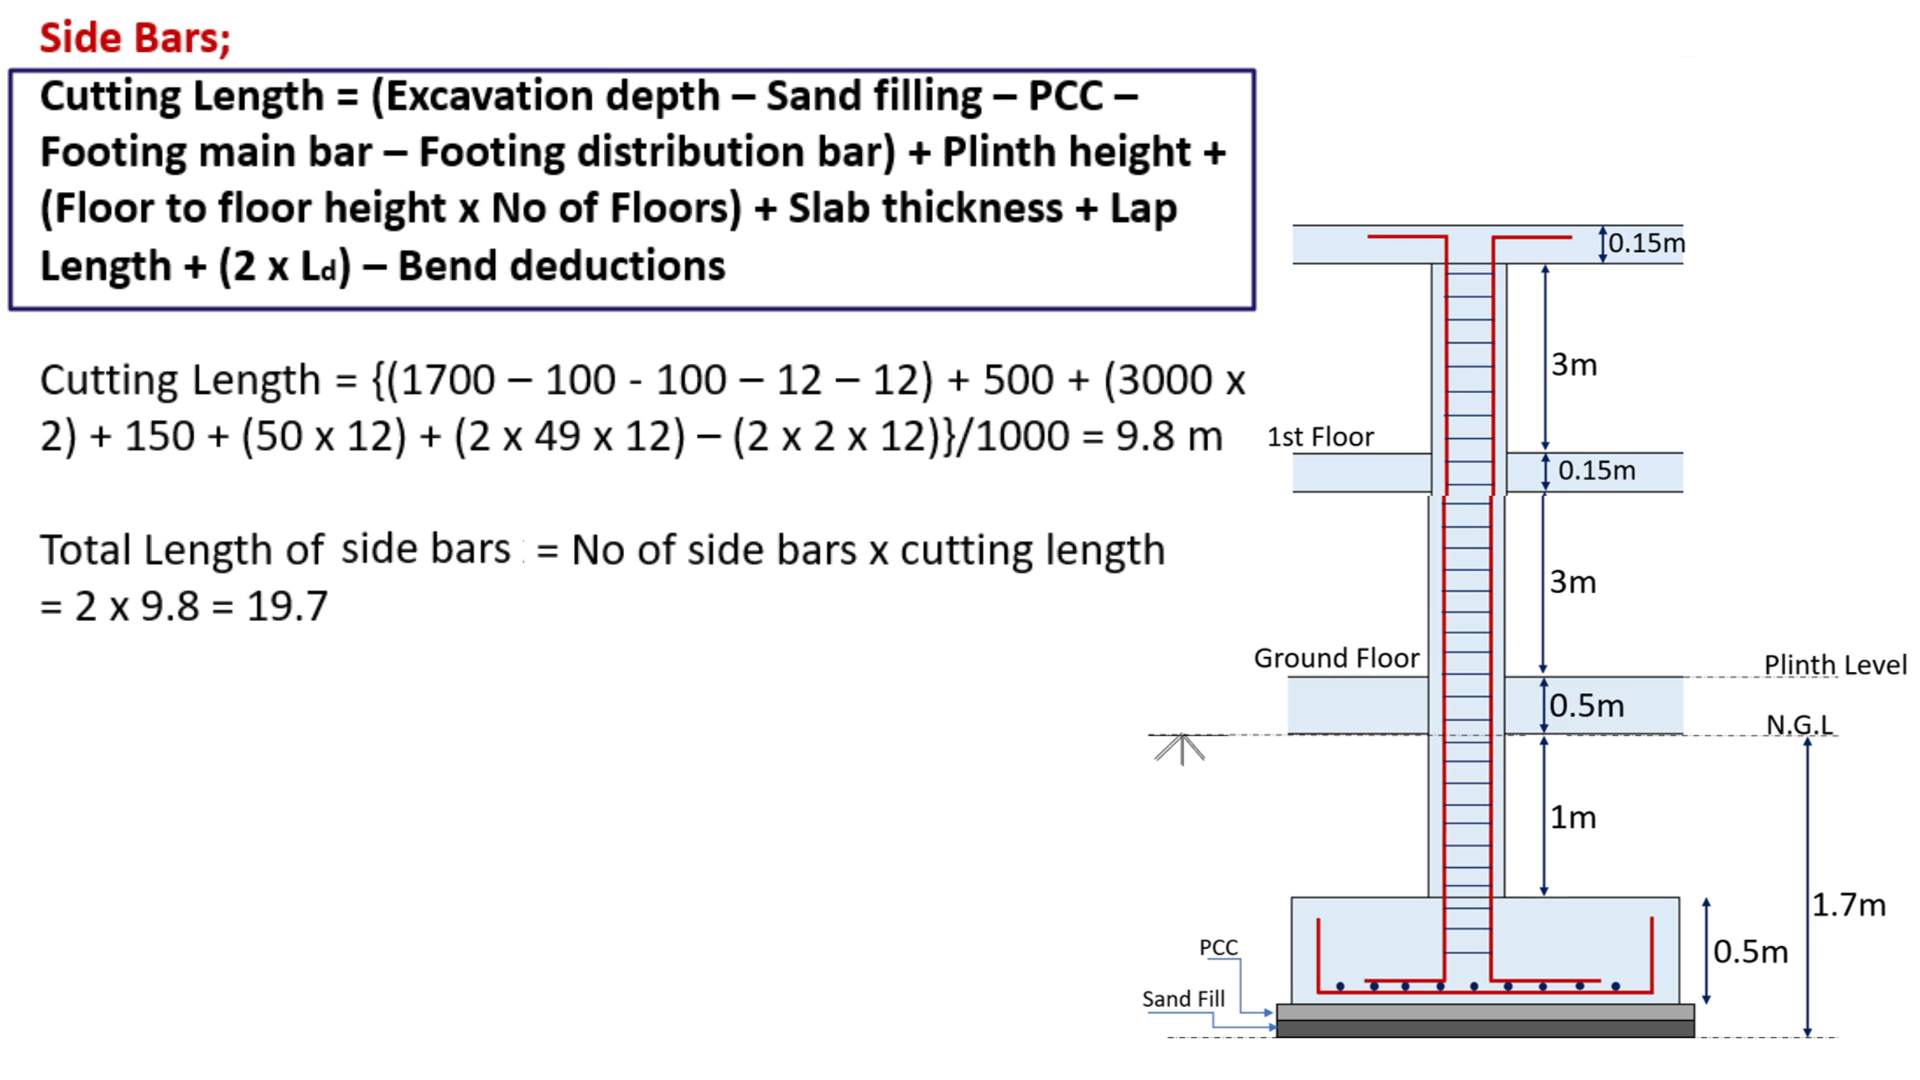 Side Bars;
Cutting Length = (Excavation depth – Sand filling – PCC –
Footing main bar – Footing distribution bar) + Plinth height +
(Floor to floor height x No of Floors) + Slab thickness + Lap
Length + (2 x Ld) – Bend deductions
Cutting Length = {(1700 – 100 - 100 – 12 – 12) + 500 + (3000 x
2) + 150 + (50 x 12) + (2 x 49 x 12) – (2 x 2 x 12)}/1000 = 9.8 m
Total Length of side bars = No of side bars x cutting length
= 2 x 9.8 = 19.7
0.15m
3m
1st Floor
0.15m
3m
Ground Floor
Plinth Level
0.5m
N.G.L
1m
1.7m
PCC
0.5m
Sand Fill